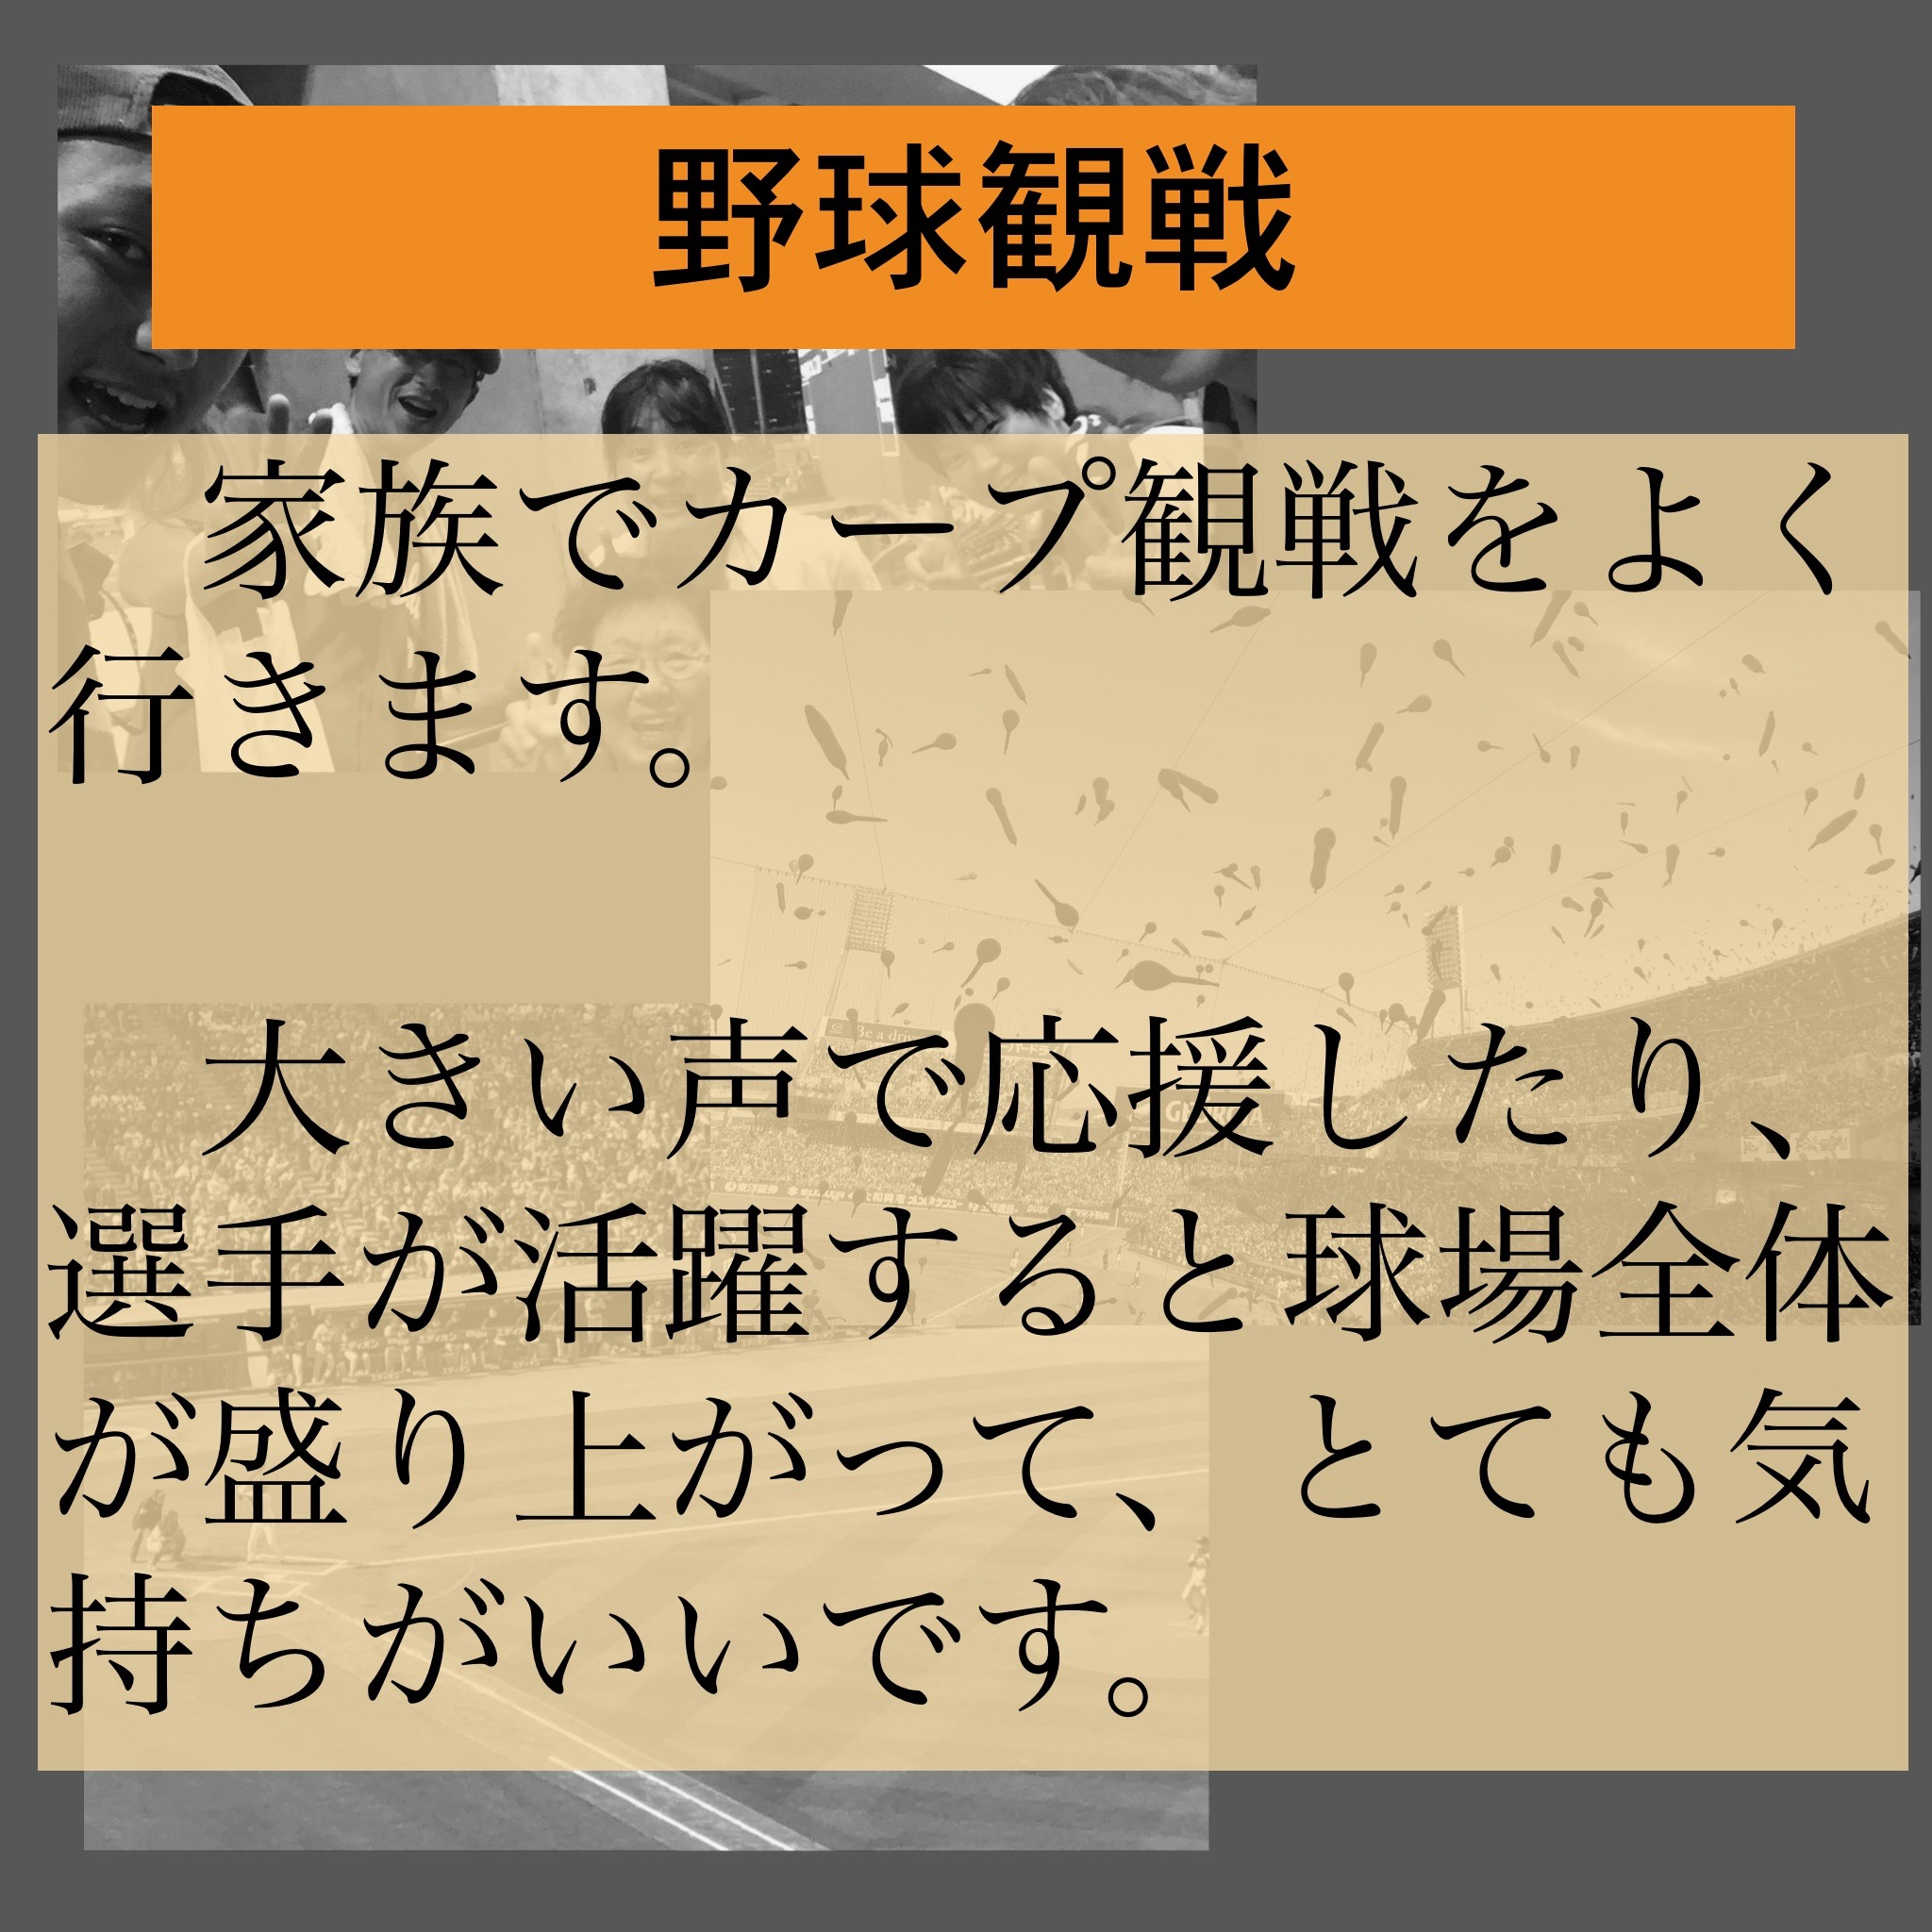 野球観戦
家族でカープ観戦をよく
行きます。
大きい声で応援したり、
選手が活躍すると球場全体
が盛り上がって、 とても気
持ちがいいです。